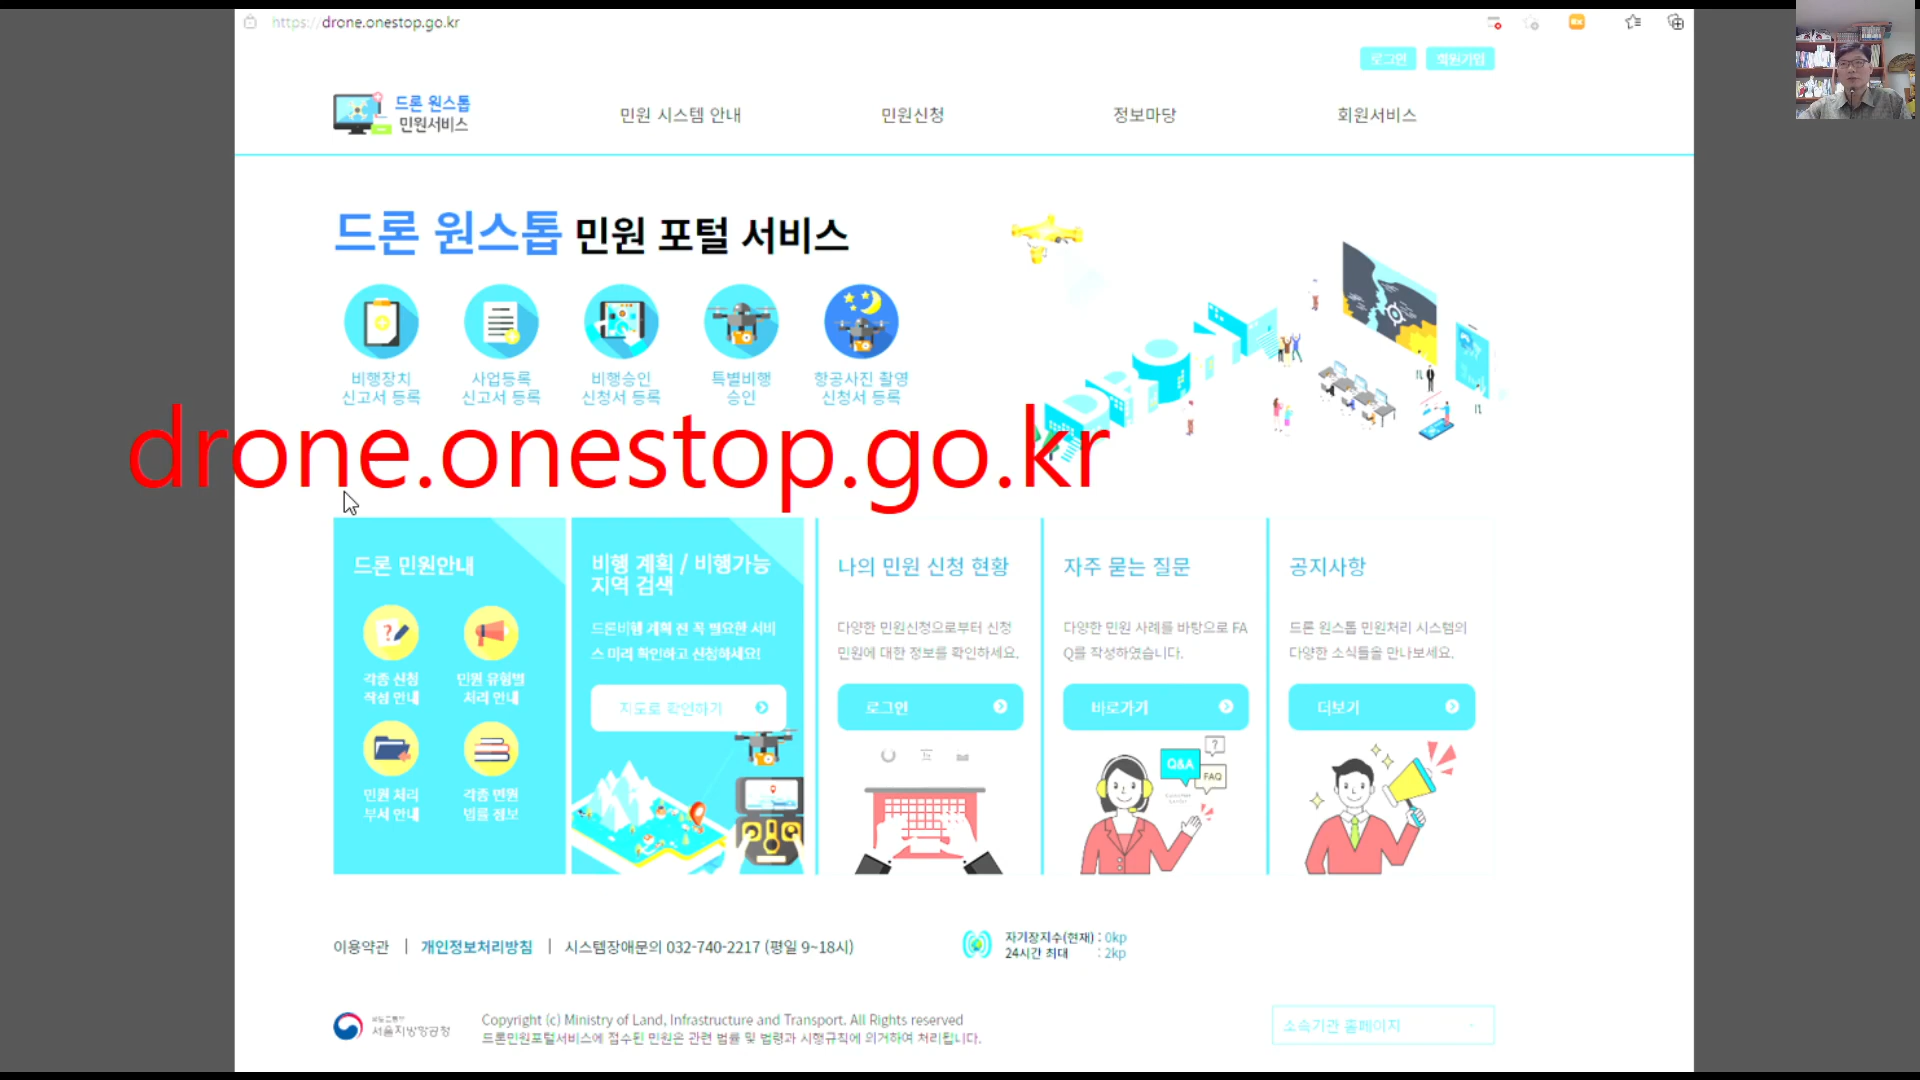 https://drone.onestop.go.kr
로그인 회원가입
드론 원스톱
민원서비스
민원 시스템 안내 민원신청 정보마당 회원서비스
드론 원스톱 민원 포털 서비스
비행장치
신고서 등록
사업등록
신고서 등록
비행승인
신청서 등록
특별비행
승인
항공사진 촬영
신청서 등록
drone.onestop.go.kr
드론 민원안내
각종 신청
작성 안내
민원 유형별
처리 안내
민원 처리
부서 안내
각종 민원
법률 정보
비행 계획 / 비행가능
지역 검색
드론비행 계획 전 꼭 필요한 서비
스 미리 확인하고 신청하세요!
지도로 확인하기
나의 민원 신청 현황
다양한 민원신청으로부터 신청
민원에 대한 정보를 확인하세요.
로그인
자주 묻는 질문
다양한 민원 사례를 바탕으로 FA
Q를 작성하였습니다.
바로가기
Q&A
?
FAQ
공지사항
드론 원스톱 민원처리 시스템의
다양한 소식들을 만나보세요.
더보기
이용약관 | 개인정보처리방침 | 시스템장애문의 032-740-2217 (평일 9~18시)
자기장지수(현재) : 0kp
24시간 최대 : 2kp
국토교통부
서울지방항공청
Copyright (c) Ministry of Land, Infrastructure and Transport. All Rights reserved
드론민원포털서비스에 접수된 민원은 관련 법률 및 법령과 시행규칙에 의거하여 처리됩니다.
소속기관 홈페이지